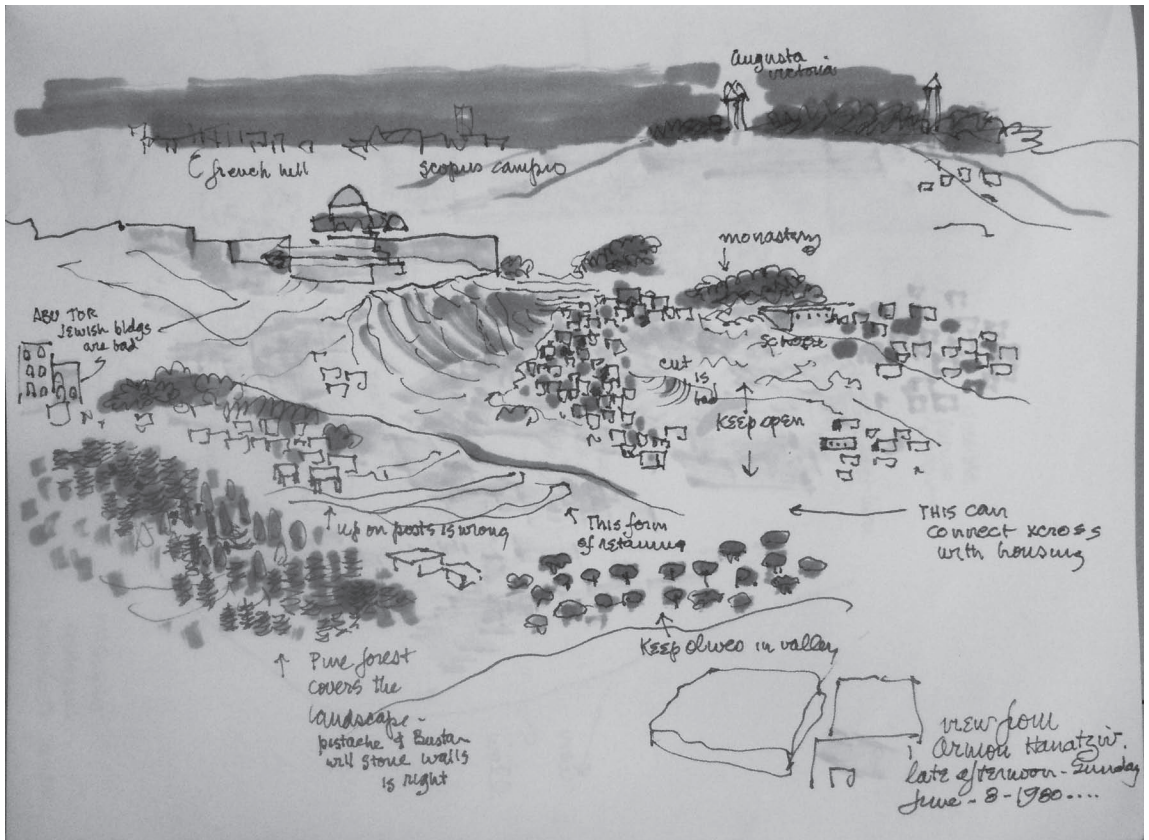 Augusta
victoria
french hill
scopus campus
monastery
ABU TOR
Jewish bldgs
are bad
school
cut
is
bad
KEEP open
up on posts is wrong
This form
of retaining
THIS can
connect xcross
with housing
KEEP olives in valley
Pine forest
covers the
landscape -
pistache & Bustan
will stone walls
is right
view from
Armon Hanatziv.
late afternoon - Sunday
June - 8 - 1980....